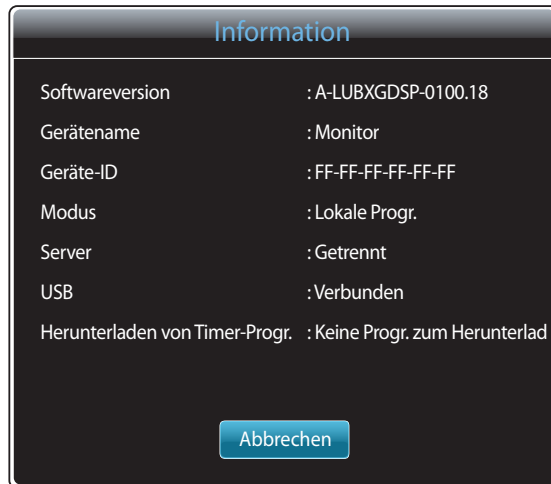 Information
Softwareversion : A-LUBXGDSP-0100.18
Gerätename : Monitor
Geräte-ID : FF-FF-FF-FF-FF-FF
Modus : Lokale Progr.
Server : Getrennt
USB : Verbunden
Herunterladen von Timer-Progr. : Keine Progr. zum Herunterlad
Abbrechen